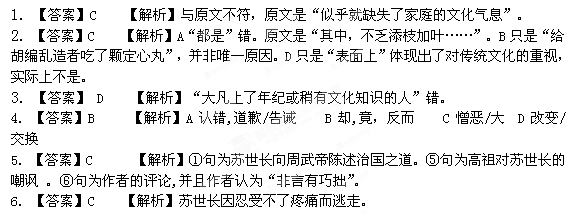 1. 【答案】C 【解析】与原文不符，原文是“似乎就缺失了家庭的文化气息”。
2. 【答案】C 【解析】A“都是”错。原文是“其中，不乏添枝加叶……”。B只是“给
胡编乱造者吃了颗定心丸”，并非唯一原因。D只是“表面上”体现出了对传统文化的重视，
实际上不是。
3. 【答案】 D 【解析】“大凡上了年纪或稍有文化知识的人”错。
4. 【答案】B 【解析】A 认错,道歉/告诫 B 却,竟，反而 C 憎恶/大 D 改变/
交换
5. 【答案】C 【解析】①句为苏世长向周武帝陈述治国之道。⑤句为高祖对苏世长的
嘲讽 。⑥句为作者的评论,并且作者认为“非言有巧拙”。
6. 【答案】C 【解析】苏世长因忍受不了疼痛而逃走。